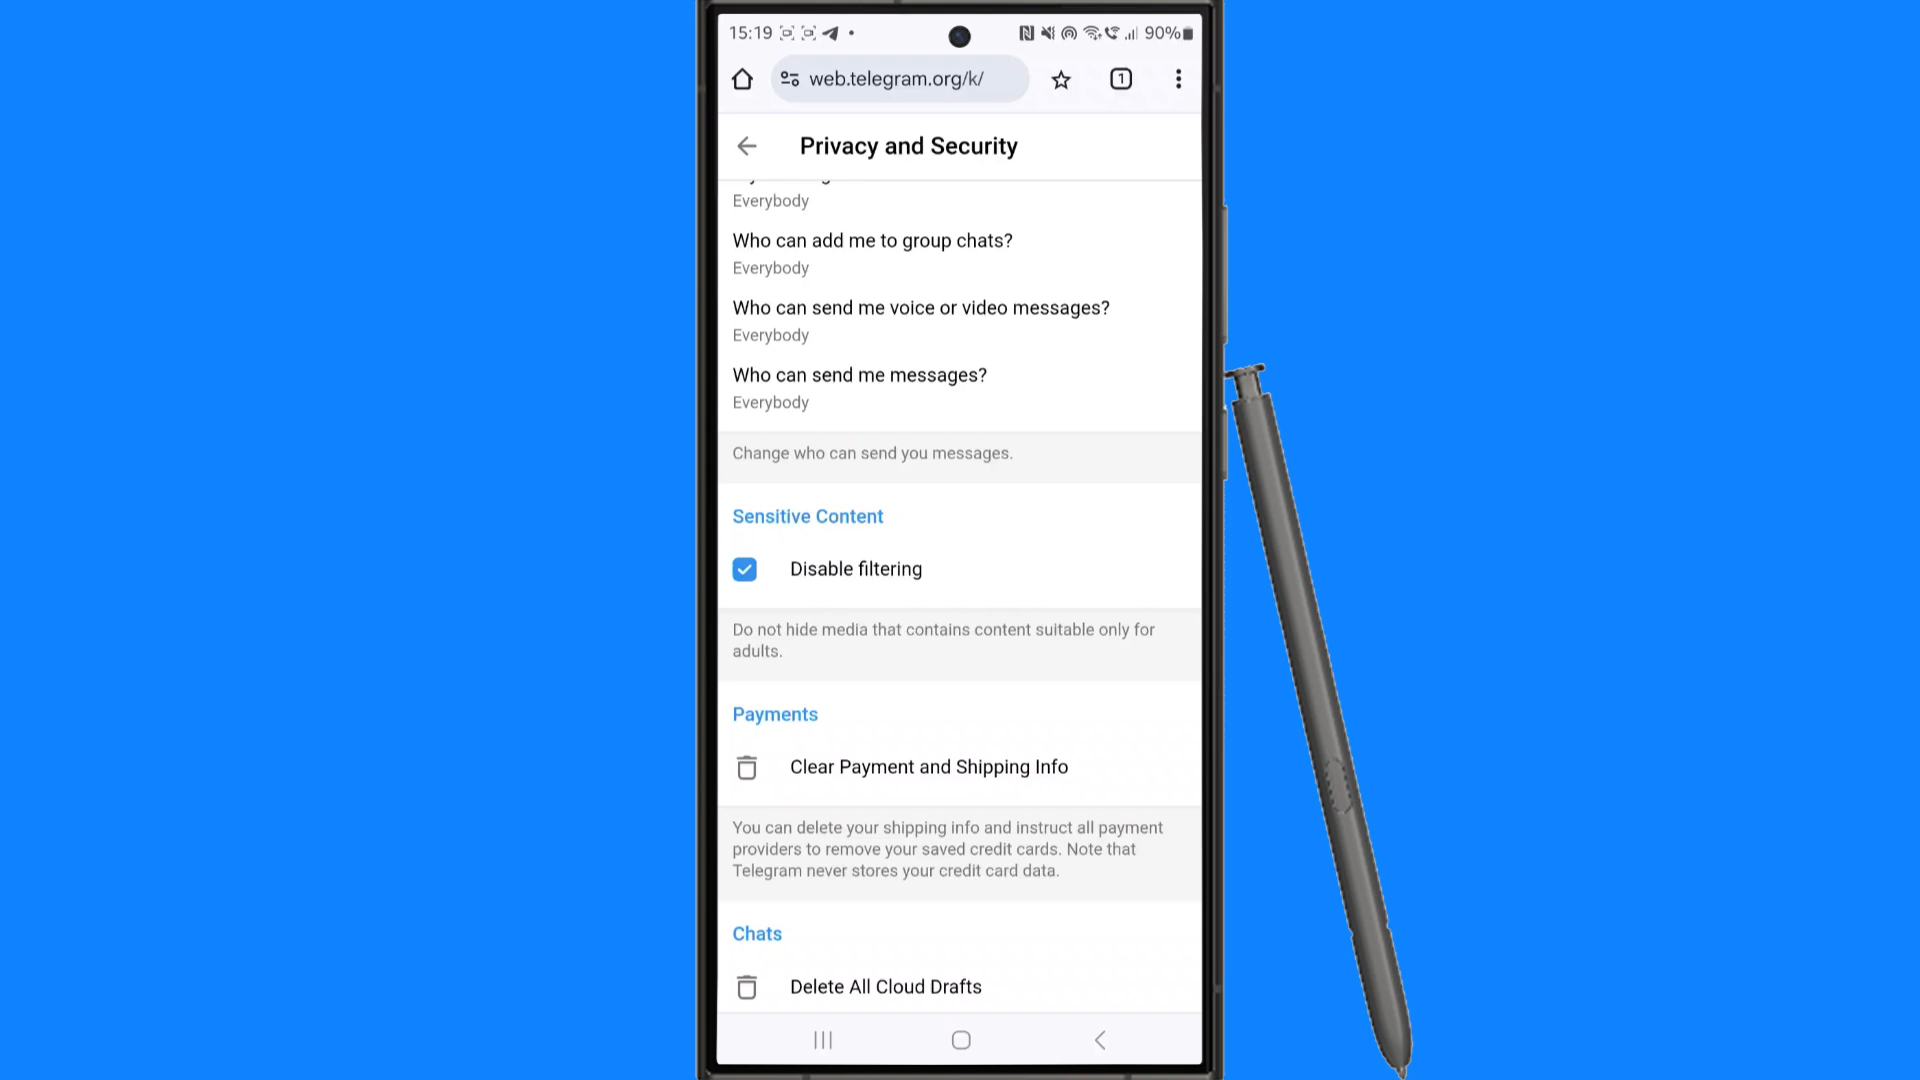 15:19
90%
web.telegram.org/k/
1
Privacy and Security
Everybody
Who can add me to group chats?
Everybody
Who can send me voice or video messages?
Everybody
Who can send me messages?
Everybody
Change who can send you messages.
Sensitive Content
Disable filtering
Do not hide media that contains content suitable only for
adults.
Payments
Clear Payment and Shipping Info
You can delete your shipping info and instruct all payment
providers to remove your saved credit cards. Note that
Telegram never stores your credit card data.
Chats
Delete All Cloud Drafts